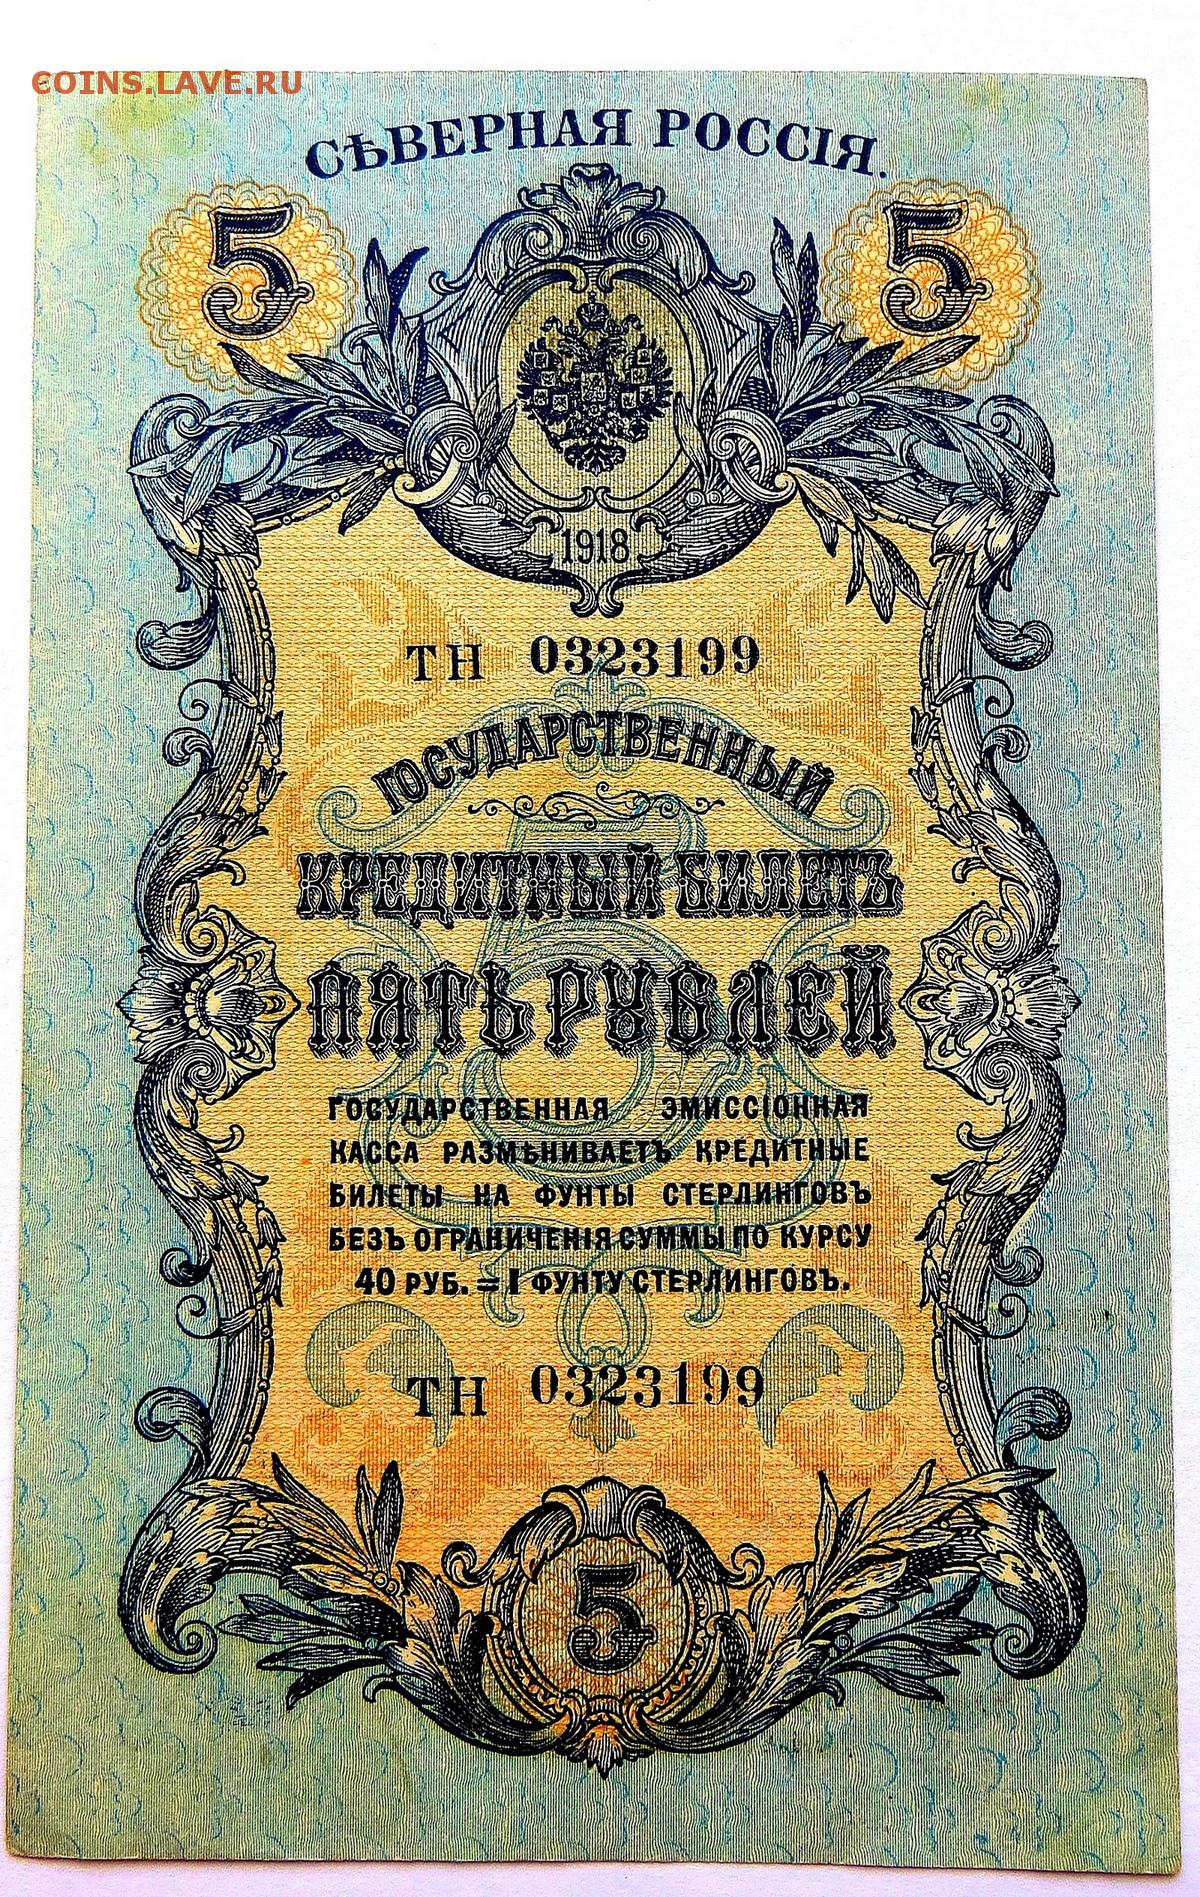 COINS.LAVE.RU
СѢВЕРНАЯ РОССІЯ.
5 5
1918
ТН 0323199
ГОСУДАРСТВЕННЫЙ
КРЕДИТНЫЙ БИЛЕТЪ
ПЯТЬ РУБЛЕЙ
5
ГОСУДАРСТВЕННАЯ ЭМИССІОННАЯ
КАССА РАЗМѢНИВАЕТЪ КРЕДИТНЫЕ
БИЛЕТЫ НА ФУНТЫ СТЕРЛИНГОВЪ
БЕЗЪ ОГРАНИЧЕНІЯ СУММЫ ПО КУРСУ
40 РУБ. = 1 ФУНТУ СТЕРЛИНГОВЪ.
ТН 0323199
5